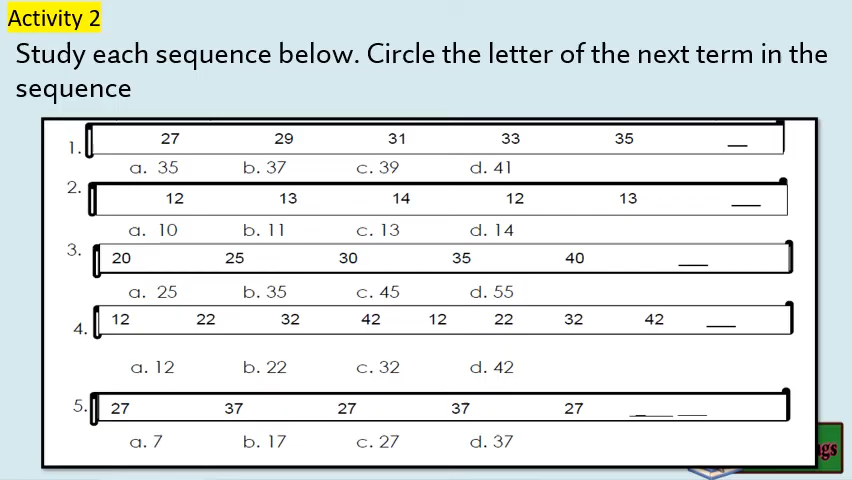 Activity 2
Study each sequence below. Circle the letter of the next term in the
sequence
1. 27 29 31 33 35 __
a. 35 b. 37 c. 39 d. 41
2. 12 13 14 12 13 ___
a. 10 b. 11 c. 13 d. 14
3. 20 25 30 35 40 ___
a. 25 b. 35 c. 45 d. 55
4. 12 22 32 42 12 22 32 42 ___
a. 12 b. 22 c. 32 d. 42
5. 27 37 27 37 27 ____ ___
a. 7 b. 17 c. 27 d. 37